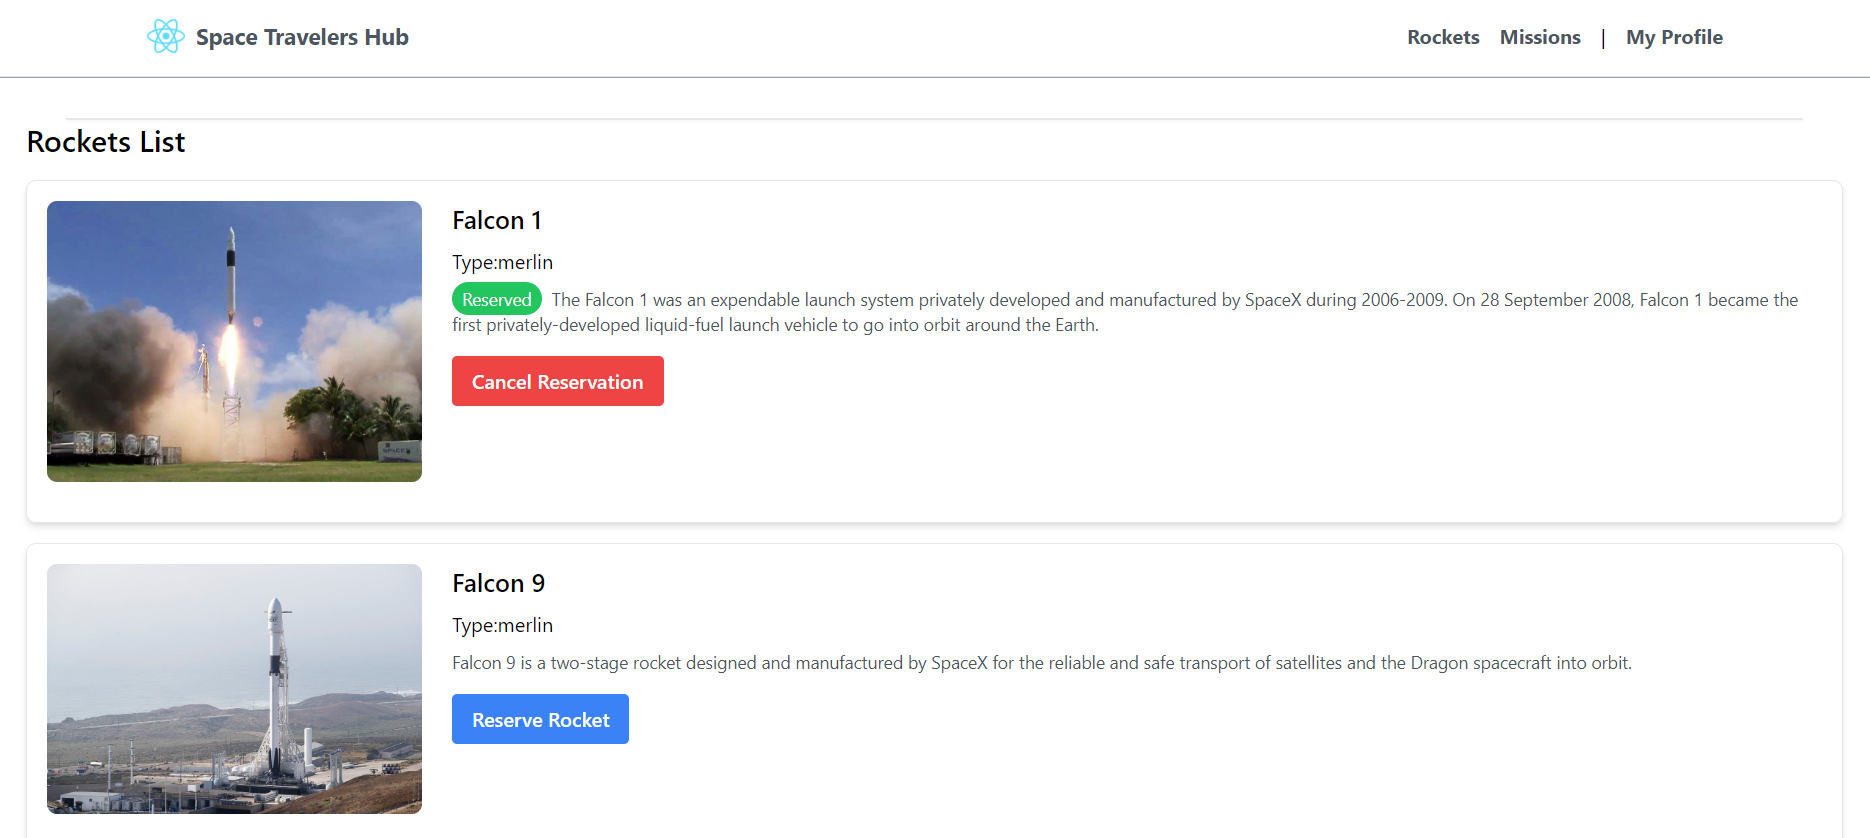 Space Travelers Hub
Rockets Missions | My Profile
Rockets List
Falcon 1
Type:merlin
Reserved The Falcon 1 was an expendable launch system privately developed and manufactured by SpaceX during 2006-2009. On 28 September 2008, Falcon 1 became the
first privately-developed liquid-fuel launch vehicle to go into orbit around the Earth.
Cancel Reservation
SPACEX
Falcon 9
Type:merlin
Falcon 9 is a two-stage rocket designed and manufactured by SpaceX for the reliable and safe transport of satellites and the Dragon spacecraft into orbit.
Reserve Rocket